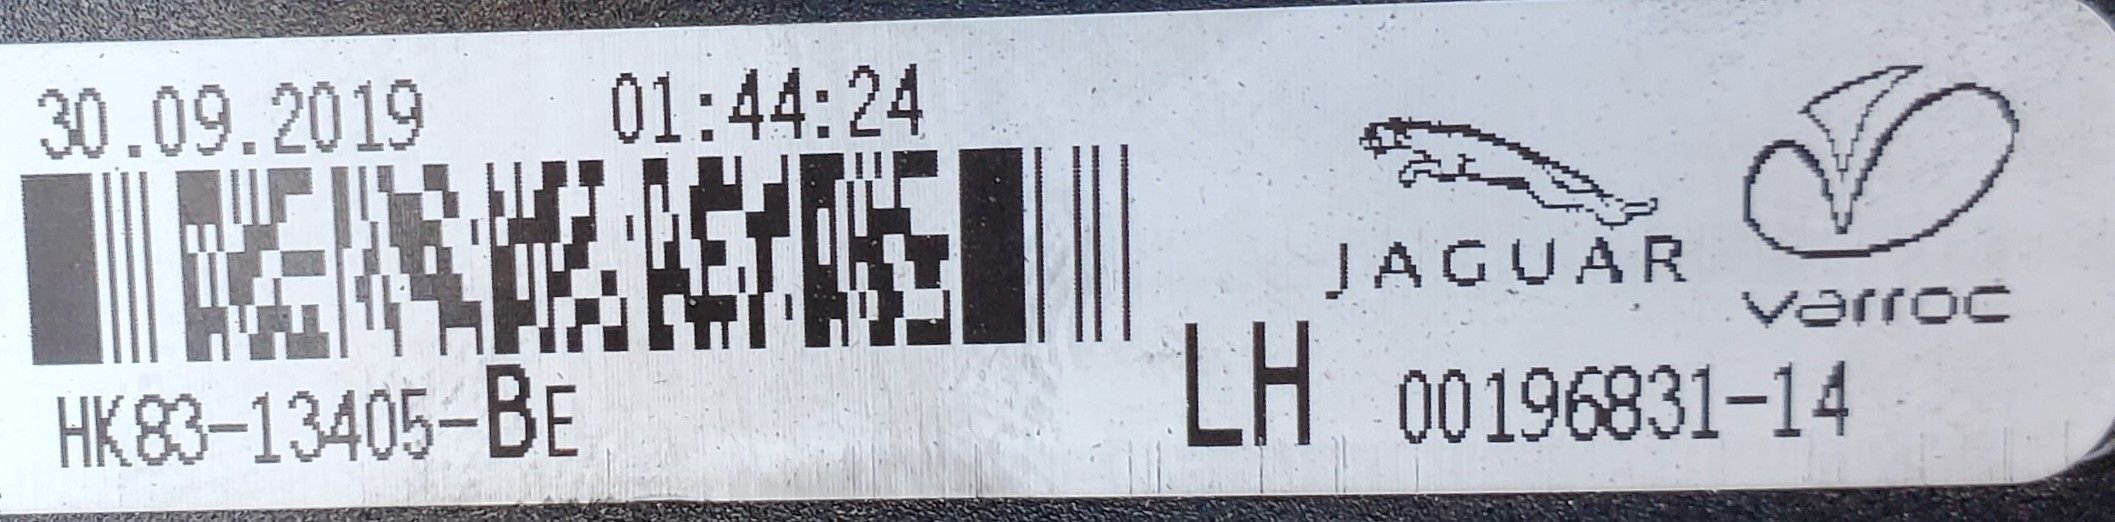 30.09.2019 01:44:24
JAGUAR
varroc
HK83-13405-BE
LH 00196831-14